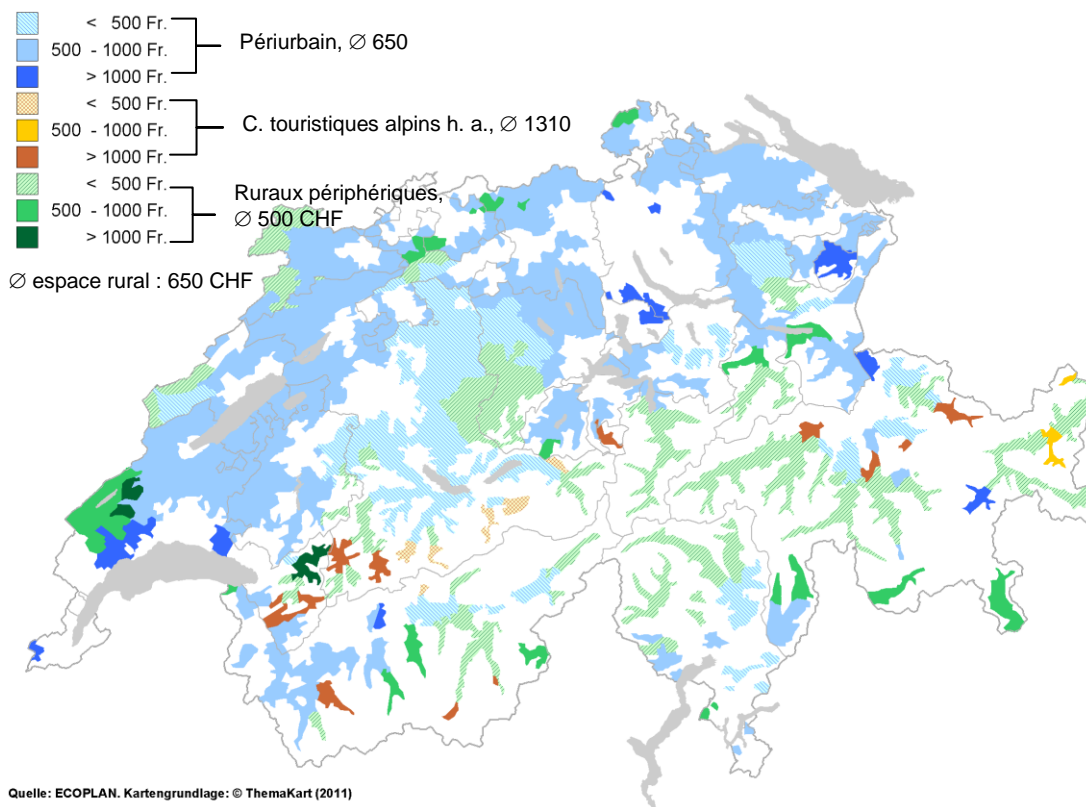 < 500 Fr.
500 - 1000 Fr.
> 1000 Fr.
Périurbain, ∅ 650
< 500 Fr.
500 - 1000 Fr.
> 1000 Fr.
C. touristiques alpins h. a., ∅ 1310
< 500 Fr.
500 - 1000 Fr.
> 1000 Fr.
Ruraux périphériques,
∅ 500 CHF
∅ espace rural : 650 CHF
Quelle: ECOPLAN. Kartengrundlage: © ThemaKart (2011)